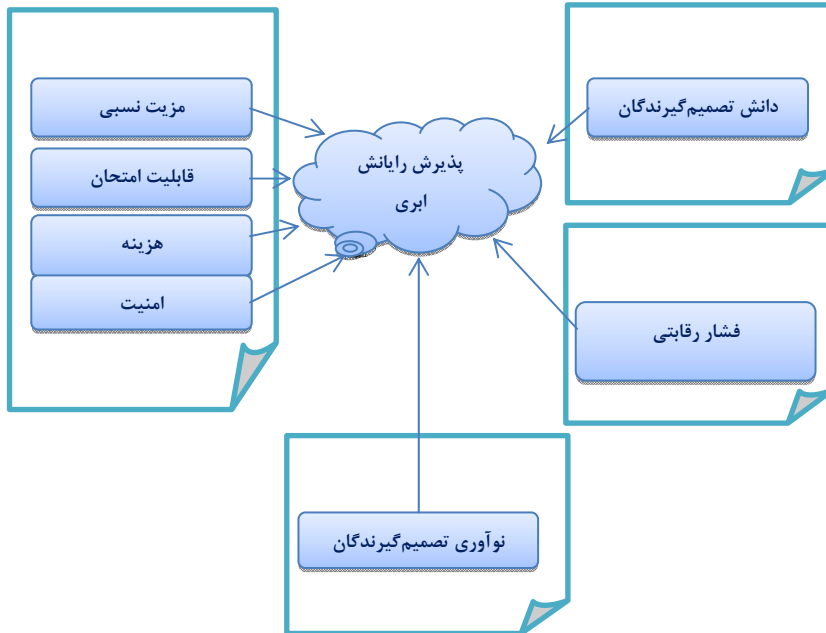 مزیت نسبی
قابلیت امتحان
هزینه
امنیت
پذیرش رایانش
ابری
دانش تصمیم‌گیرندگان
فشار رقابتی
نوآوری تصمیم‌گیرندگان